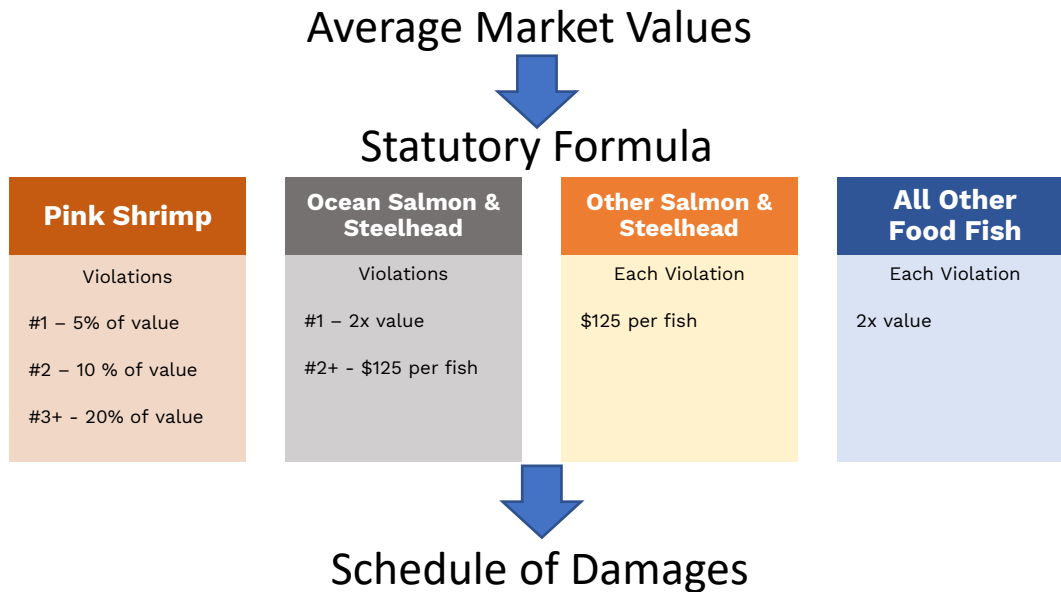 Average Market Values
Statutory Formula
Pink Shrimp
Violations
#1 – 5% of value
#2 – 10 % of value
#3+ - 20% of value
Ocean Salmon &
Steelhead
Violations
#1 – 2x value
#2+ - $125 per fish
Other Salmon &
Steelhead
Each Violation
$125 per fish
All Other
Food Fish
Each Violation
2x value
Schedule of Damages